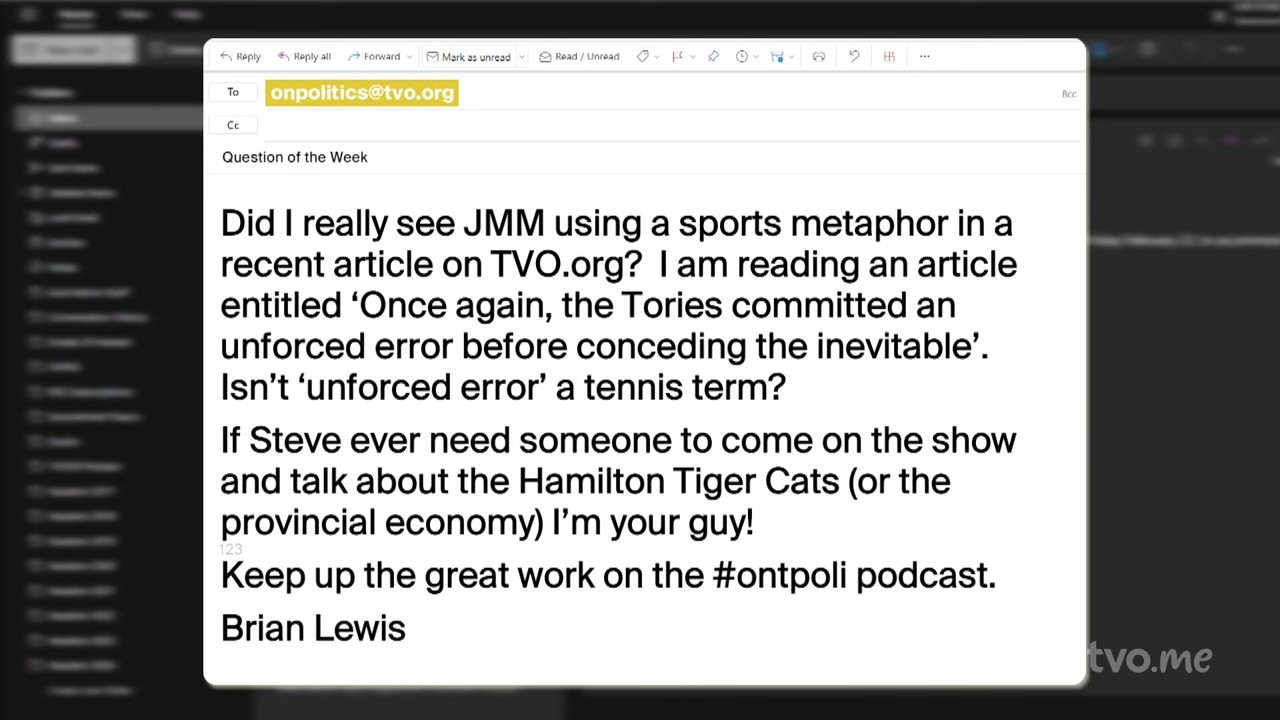 Reply Reply all Forward Mark as unread Read / Unread ...
To onpolitics@tvo.org Bcc
Cc
Question of the Week
Did I really see JMM using a sports metaphor in a
recent article on TVO.org? I am reading an article
entitled ‘Once again, the Tories committed an
unforced error before conceding the inevitable’.
Isn’t ‘unforced error’ a tennis term?
If Steve ever need someone to come on the show
and talk about the Hamilton Tiger Cats (or the
provincial economy) I’m your guy!
123
Keep up the great work on the #ontpoli podcast.
Brian Lewis
tvo.me